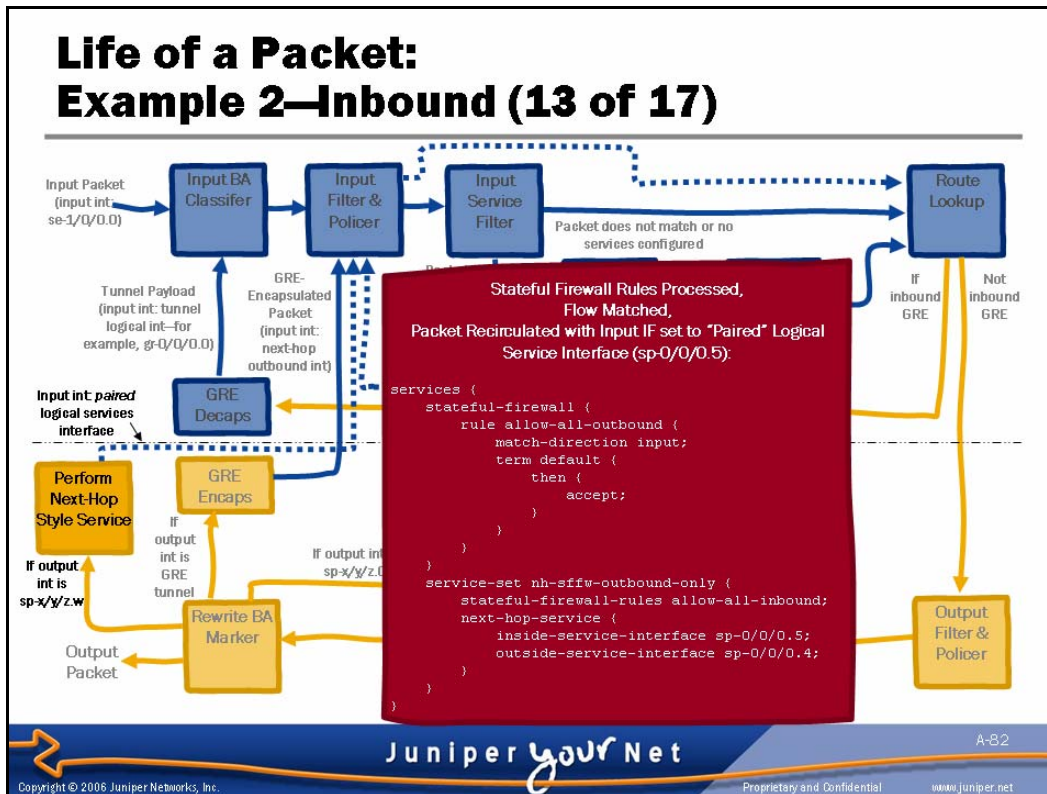 Life of a Packet:
Example 2—Inbound (13 of 17)
Input Packet
(input int:
se-1/0/0.0)
Input BA
Classifer
Input
Filter &
Policer
Input
Service
Filter
Route
Lookup
Packet does not match or no
services configured
Tunnel Payload
(input int: tunnel
logical int—for
example, gr-0/0/0.0)
GRE-
Encapsulated
Packet
(input int:
next-hop
outbound int)
If
inbound
GRE
Not
inbound
GRE
Input int: paired
logical services
interface
GRE
Decaps
Perform
Next-Hop
Style Service
GRE
Encaps
If output
int is
sp-x/y/z.w
If
output
int is
GRE
tunnel
If output int
sp-x/y/z.0
Rewrite BA
Marker
Output
Packet
Output
Filter &
Policer
Stateful Firewall Rules Processed,
Flow Matched,
Packet Recirculated with Input IF set to "Paired" Logical
Service Interface (sp-0/0/0.5):
services {
stateful-firewall {
rule allow-all-outbound {
match-direction input;
term default {
then {
accept;
}
}
}
}
service-set nh-sffw-outbound-only {
stateful-firewall-rules allow-all-inbound;
next-hop-service {
inside-service-interface sp-0/0/0.5;
outside-service-interface sp-0/0/0.4;
}
}
}
Juniper your Net
A-82
Copyright © 2006 Juniper Networks, Inc.
Proprietary and Confidential
www.juniper.net